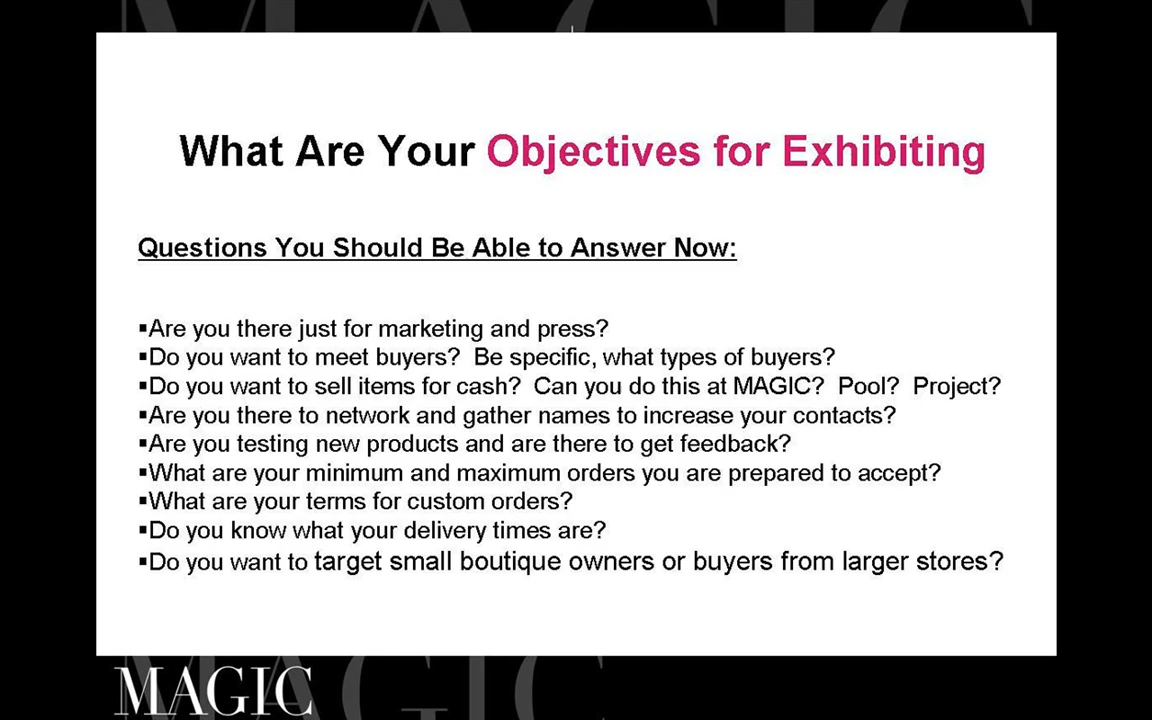 MAGIC
What Are Your Objectives for Exhibiting
Questions You Should Be Able to Answer Now:
▪Are you there just for marketing and press?
▪Do you want to meet buyers?  Be specific, what types of buyers?
▪Do you want to sell items for cash?  Can you do this at MAGIC?  Pool?  Project?
▪Are you there to network and gather names to increase your contacts?
▪Are you testing new products and are there to get feedback?
▪What are your minimum and maximum orders you are prepared to accept?
▪What are your terms for custom orders?
▪Do you know what your delivery times are?
▪Do you want to target small boutique owners or buyers from larger stores?
MAGIC
MAGIC